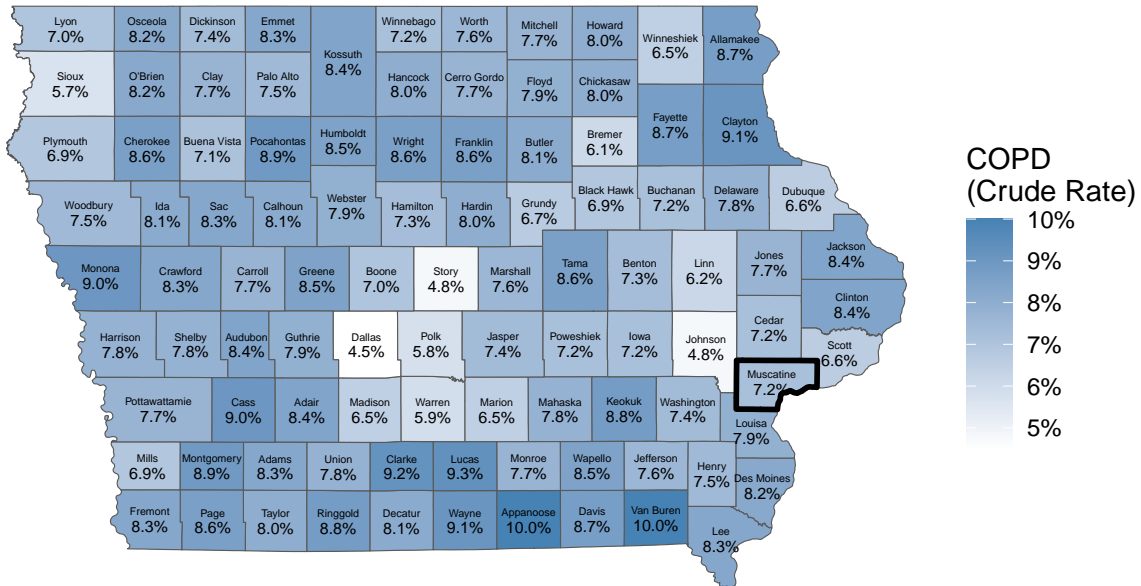 Lyon
7.0%
Osceola
8.2%
Dickinson
7.4%
Emmet
8.3%
Kossuth
8.4%
Winnebago
7.2%
Worth
7.6%
Mitchell
7.7%
Howard
8.0%
Winneshiek
6.5%
Allamakee
8.7%
Sioux
5.7%
O'Brien
8.2%
Clay
7.7%
Palo Alto
7.5%
Hancock
8.0%
Cerro Gordo
7.7%
Floyd
7.9%
Chickasaw
8.0%
Fayette
8.7%
Clayton
9.1%
Plymouth
6.9%
Cherokee
8.6%
Buena Vista
7.1%
Pocahontas
8.9%
Humboldt
8.5%
Wright
8.6%
Franklin
8.6%
Butler
8.1%
Bremer
6.1%
COPD
(Crude Rate)
10%
9%
8%
7%
6%
5%
Woodbury
7.5%
Ida
8.1%
Sac
8.3%
Calhoun
8.1%
Webster
7.9%
Hamilton
7.3%
Hardin
8.0%
Grundy
6.7%
Black Hawk
6.9%
Buchanan
7.2%
Delaware
7.8%
Dubuque
6.6%
Monona
9.0%
Crawford
8.3%
Carroll
7.7%
Greene
8.5%
Boone
7.0%
Story
4.8%
Marshall
7.6%
Tama
8.6%
Benton
7.3%
Linn
6.2%
Jones
7.7%
Jackson
8.4%
Clinton
8.4%
Harrison
7.8%
Shelby
7.8%
Audubon
8.4%
Guthrie
7.9%
Dallas
4.5%
Polk
5.8%
Jasper
7.4%
Poweshiek
7.2%
Iowa
7.2%
Johnson
4.8%
Cedar
7.2%
Scott
6.6%
Muscatine
7.2%
Pottawattamie
7.7%
Cass
9.0%
Adair
8.4%
Madison
6.5%
Warren
5.9%
Marion
6.5%
Mahaska
7.8%
Keokuk
8.8%
Washington
7.4%
Louisa
7.9%
Mills
6.9%
Montgomery
8.9%
Adams
8.3%
Union
7.8%
Clarke
9.2%
Lucas
9.3%
Monroe
7.7%
Wapello
8.5%
Jefferson
7.6%
Henry
7.5%
Des Moines
8.2%
Fremont
8.3%
Page
8.6%
Taylor
8.0%
Ringgold
8.8%
Decatur
8.1%
Wayne
9.1%
Appanoose
10.0%
Davis
8.7%
Van Buren
10.0%
Lee
8.3%